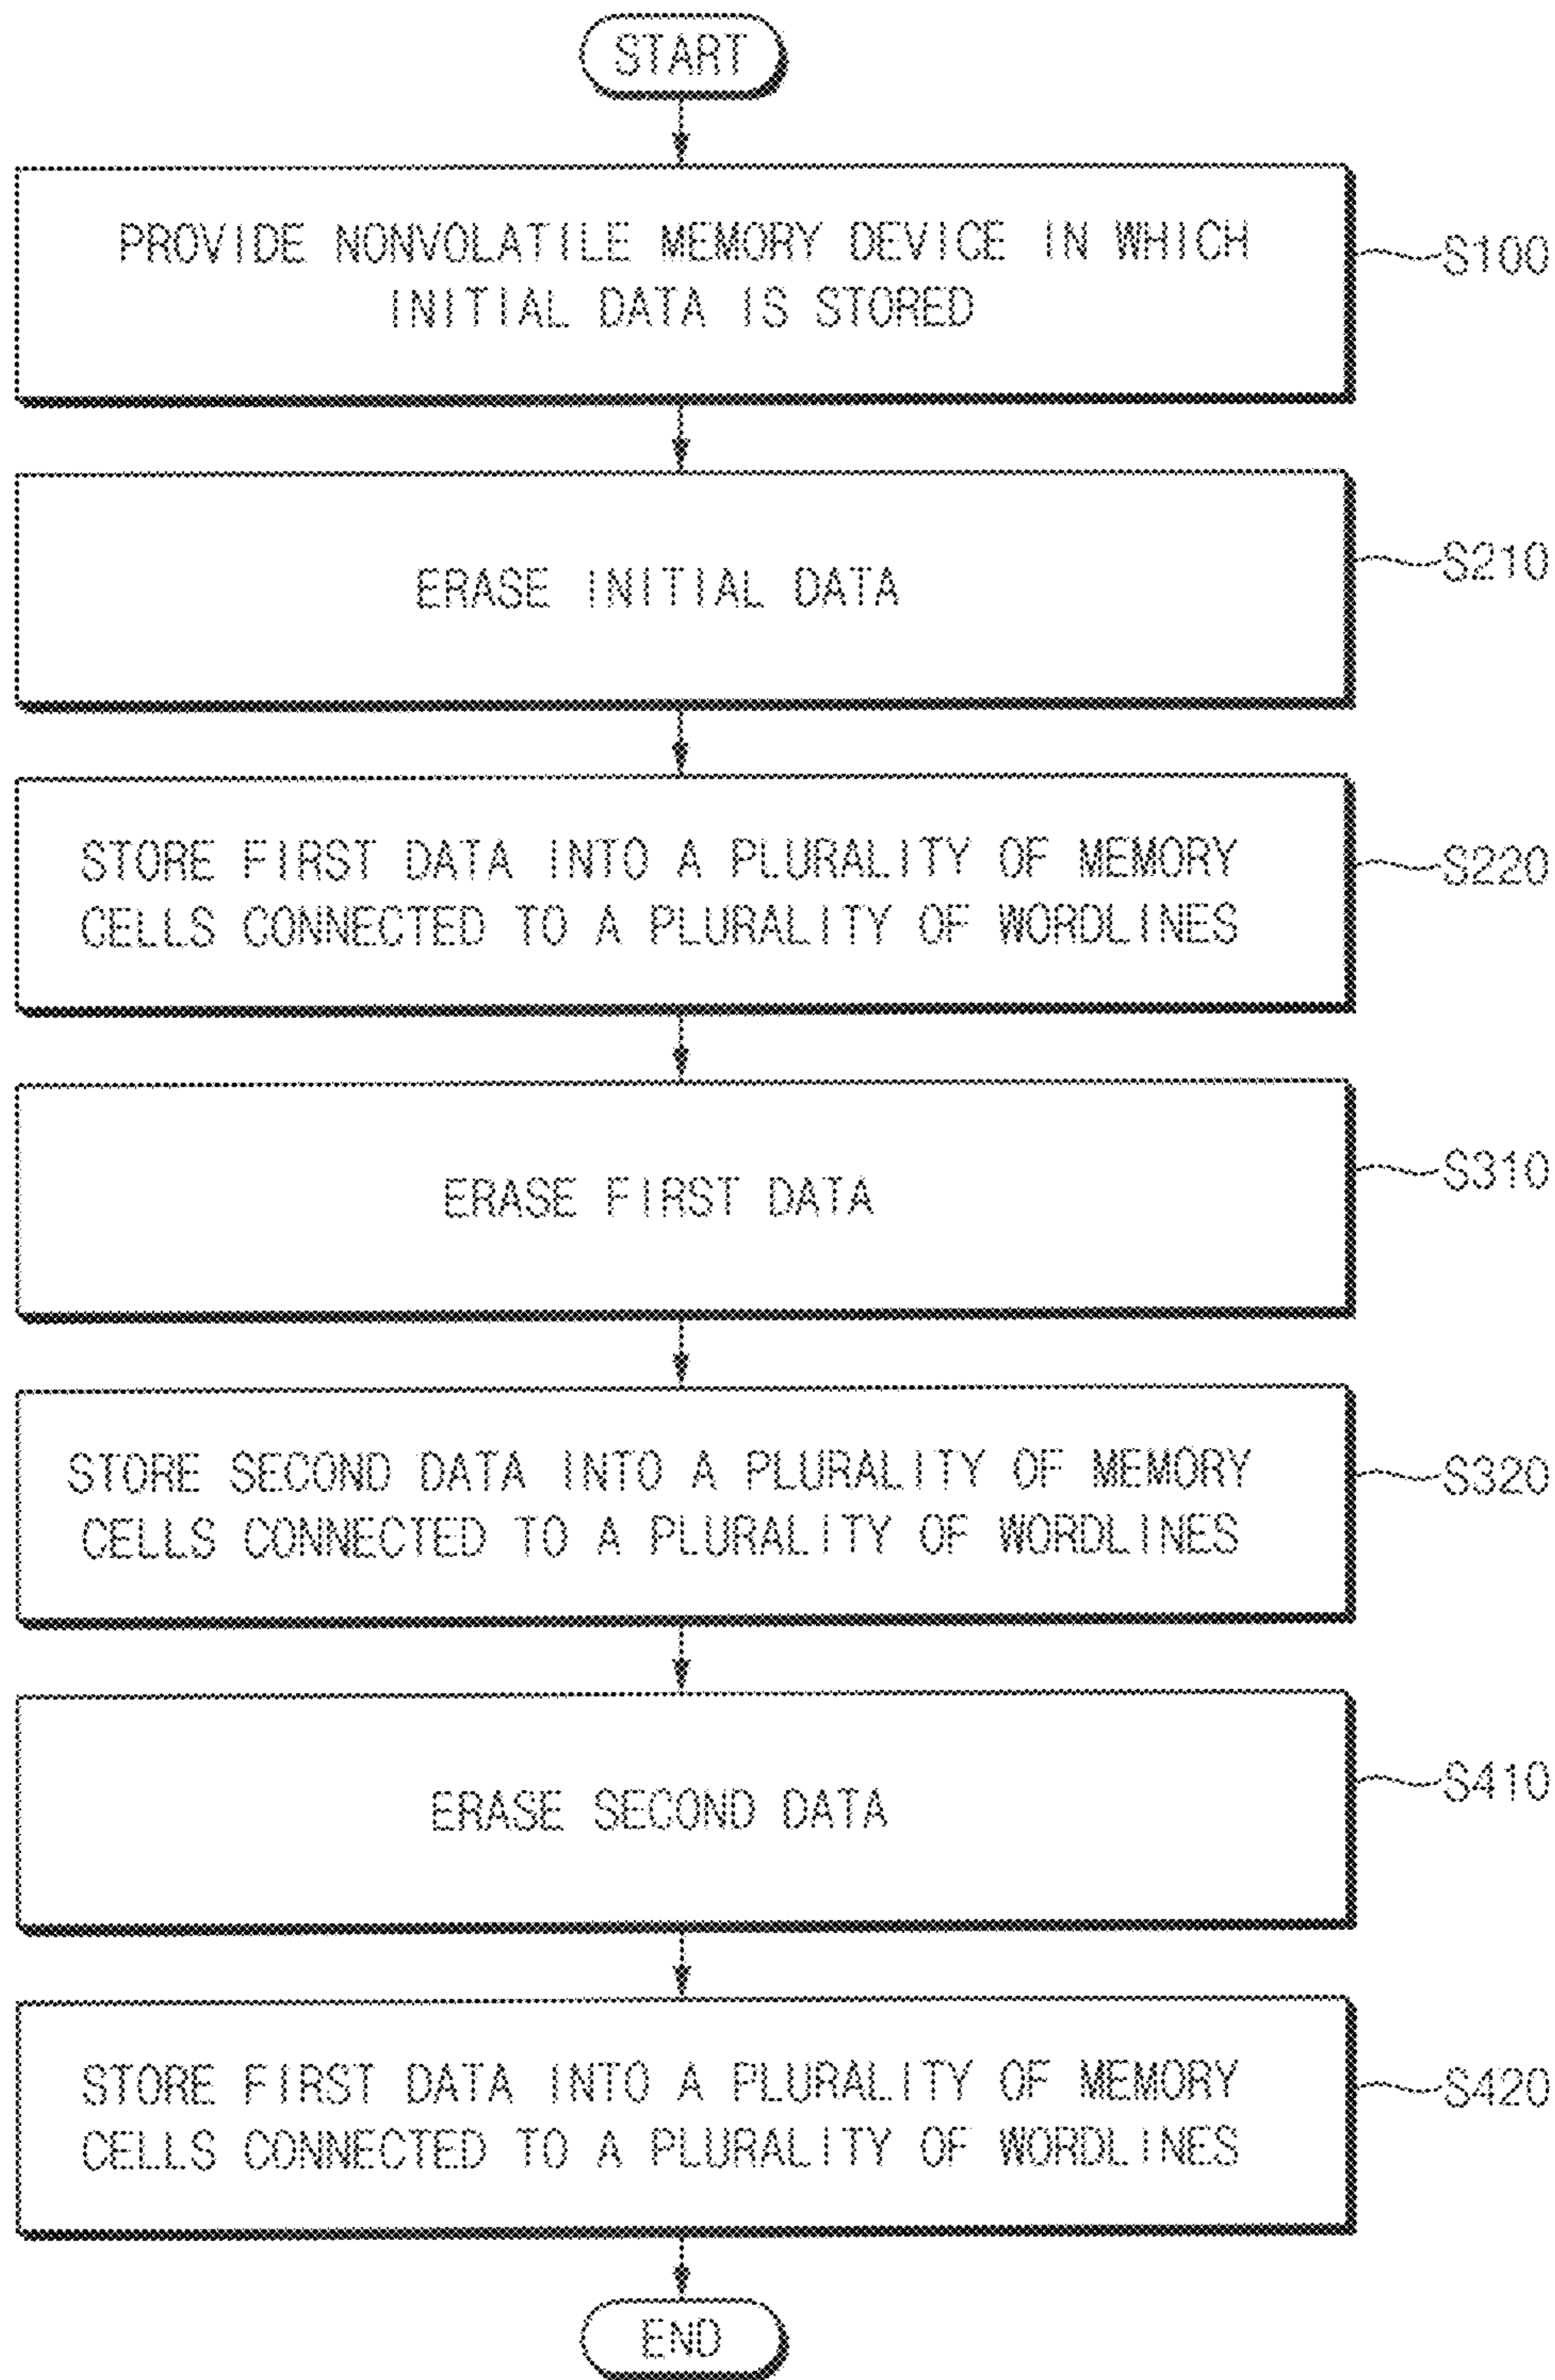 START
PROVIDE NONVOLATILE MEMORY DEVICE IN WHICH
INITIAL DATA IS STORED
S100
ERASE INITIAL DATA
S210
STORE FIRST DATA INTO A PLURALITY OF MEMORY
CELLS CONNECTED TO A PLURALITY OF WORDLINES
S220
ERASE FIRST DATA
S310
STORE SECOND DATA INTO A PLURALITY OF MEMORY
CELLS CONNECTED TO A PLURALITY OF WORDLINES
S320
ERASE SECOND DATA
S410
STORE FIRST DATA INTO A PLURALITY OF MEMORY
CELLS CONNECTED TO A PLURALITY OF WORDLINES
S420
END